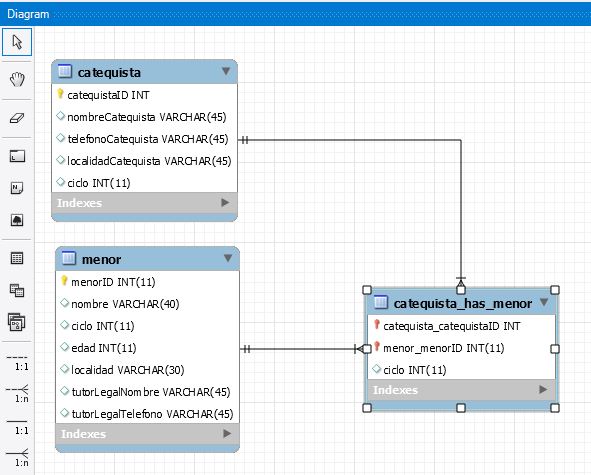 Diagram
catequista
catequistaID INT
nombreCatequista VARCHAR(45)
telefonoCatequista VARCHAR(45)
localidadCatequista VARCHAR(45)
ciclo INT(11)
Indexes
menor
menorID INT(11)
nombre VARCHAR(40)
ciclo INT(11)
edad INT(11)
localidad VARCHAR(30)
tutorLegalNombre VARCHAR(45)
tutorLegalTelefono VARCHAR(45)
Indexes
catequista_has_menor
catequista_catequistaID INT
menor_menorID INT(11)
ciclo INT(11)
Indexes
1:1
1:n
1:1
1:n